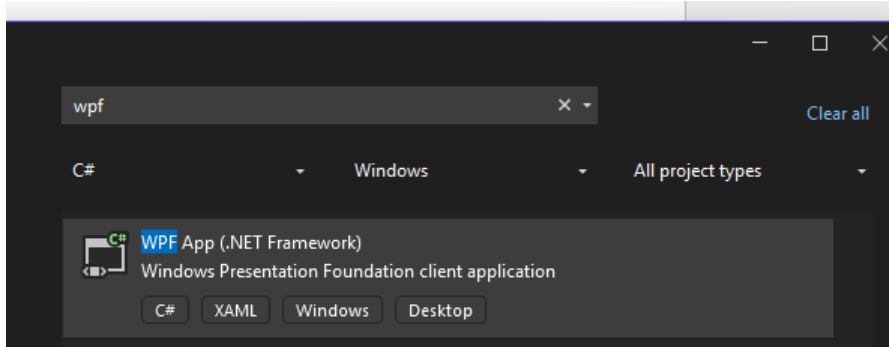 wpf
Clear all
C# Windows All project types
C#
WPF App (.NET Framework)
Windows Presentation Foundation client application
C# XAML Windows Desktop